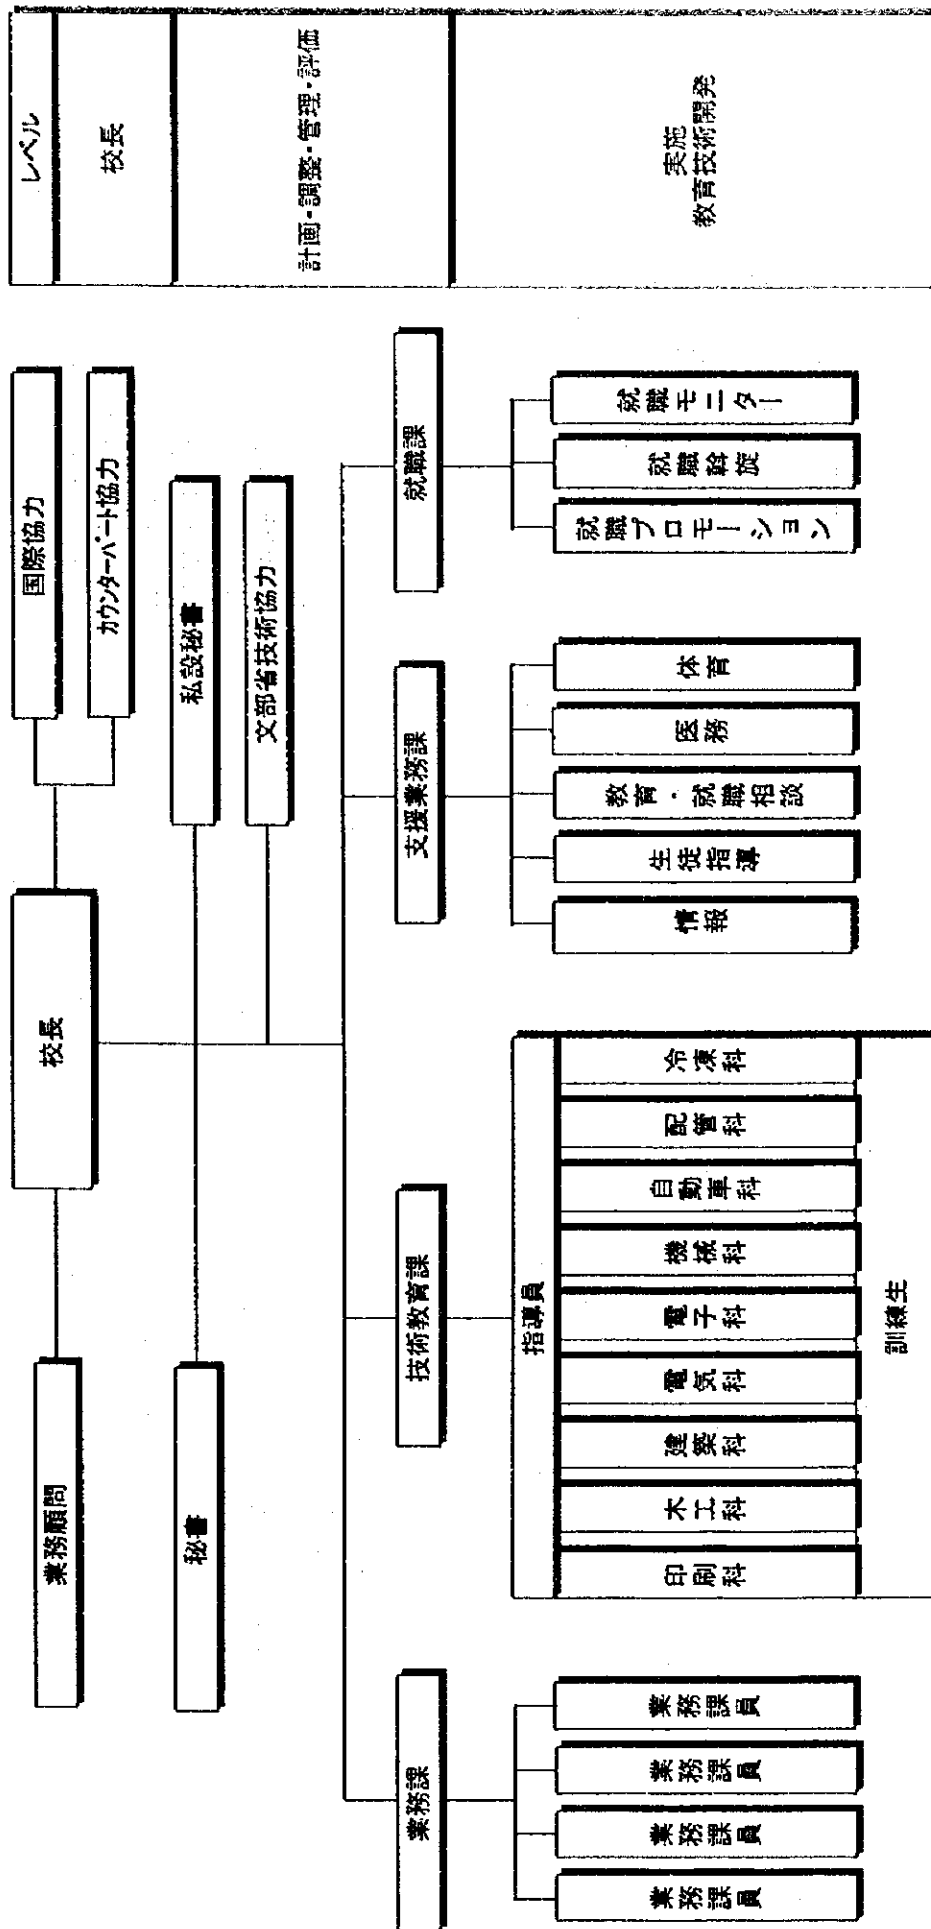 レベル
校長
計画・調整・管理・評価
実施
教育技術開発
国際協力
カウンターパート協力
校長
業務顧問
私設秘書
秘書
文部省技術協力
業務課
技術教育課
支援業務課
就職課
業務課員
業務課員
業務課員
業務課員
指導員
印刷科
木工科
建築科
電気科
電子科
機械科
自動車科
配管科
冷凍科
訓練生
情報
生徒指導
教育・就職相談
医務
体育
就職プロモーション
就職斡旋
就職モニター